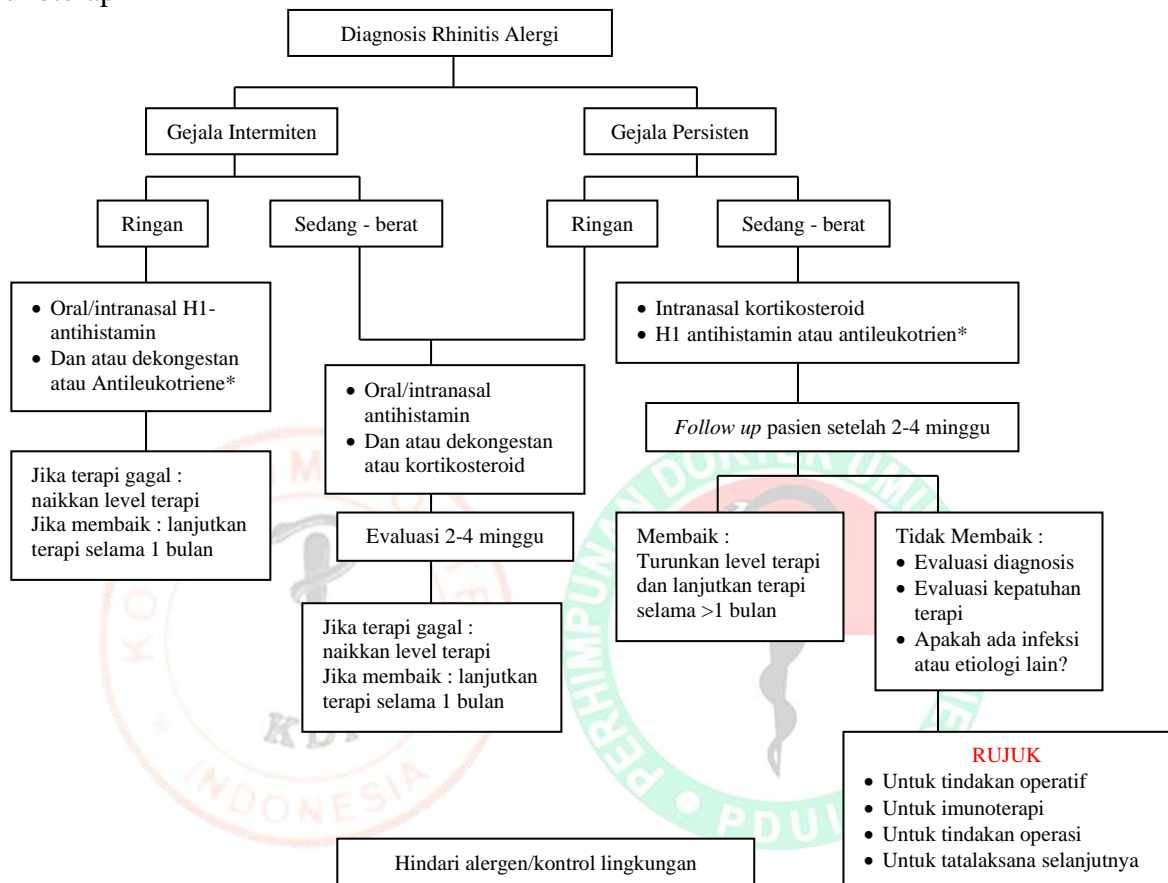 Diagnosis Rhinitis Alergi
Gejala Intermiten
Gejala Persisten
Ringan
Sedang - berat
Ringan
Sedang - berat
• Oral/intranasal H1-
antihistamin
• Dan atau dekongestan
atau Antileukotriene*
• Intranasal kortikosteroid
• H1 antihistamin atau antileukotrien*
• Oral/intranasal
antihistamin
• Dan atau dekongestan
atau kortikosteroid
Follow up pasien setelah 2-4 minggu
Jika terapi gagal :
naikkan level terapi
Jika membaik : lanjutkan
terapi selama 1 bulan
Evaluasi 2-4 minggu
Membaik :
Turunkan level terapi
dan lanjutkan terapi
selama >1 bulan
Tidak Membaik :
• Evaluasi diagnosis
• Evaluasi kepatuhan
terapi
• Apakah ada infeksi
atau etiologi lain?
Jika terapi gagal :
naikkan level terapi
Jika membaik : lanjutkan
terapi selama 1 bulan
RUJUK
• Untuk tindakan operatif
• Untuk imunoterapi
• Untuk tindakan operasi
• Untuk tatalaksana selanjutnya
Hindari alergen/kontrol lingkungan
INDONESIA
PERHIMPUNAN DOKTER UMUM